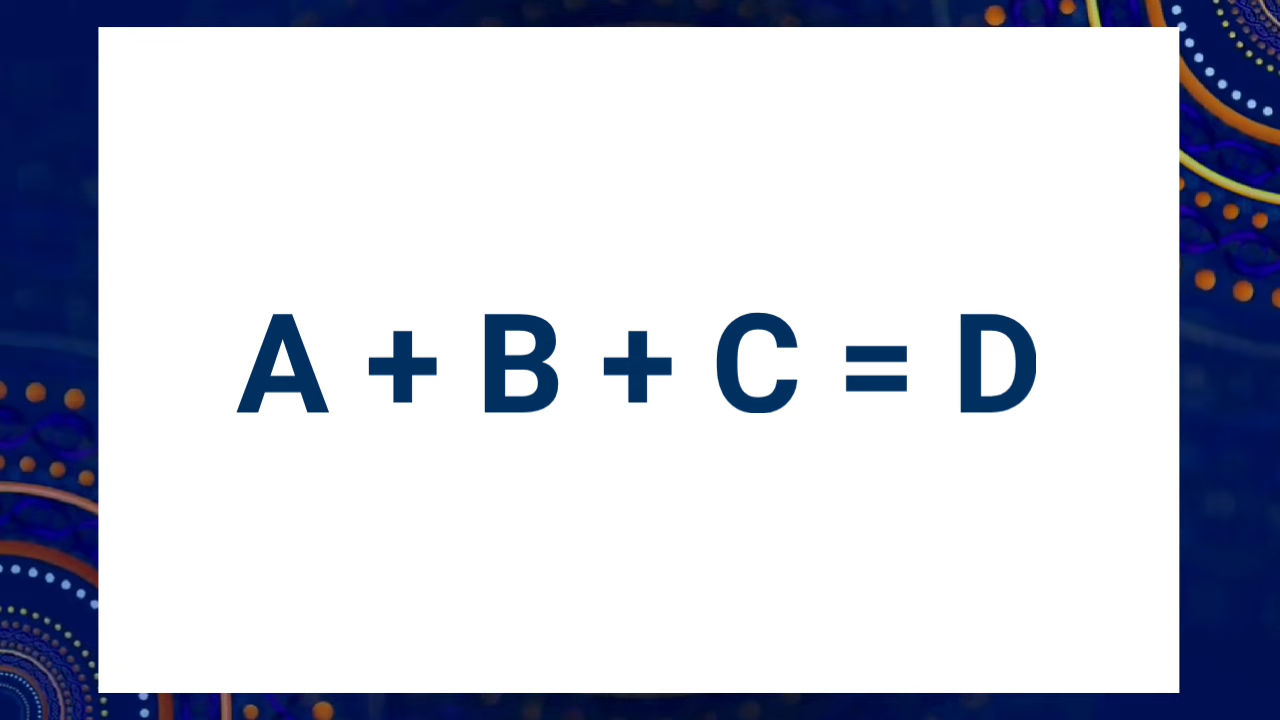 A + B + C = D